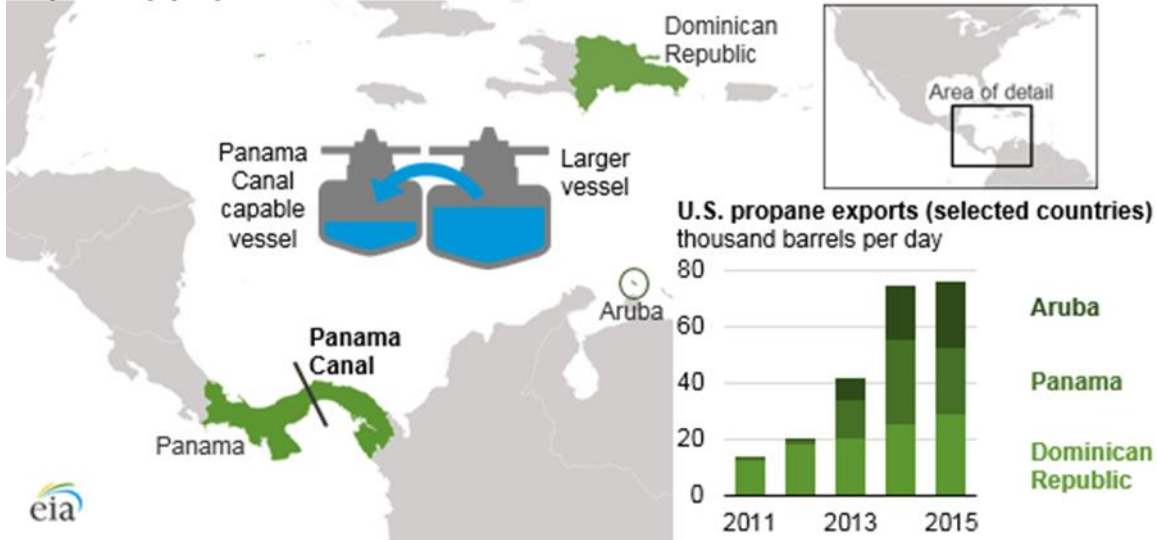 Dominican
Republic
Area of detail
Panama
Canal
capable
vessel
Larger
vessel
U.S. propane exports (selected countries)
thousand barrels per day
80
60
40
20
0
2011
2013
2015
Aruba
Panama
Dominican
Republic
Aruba
Panama
Canal
Panama
eia